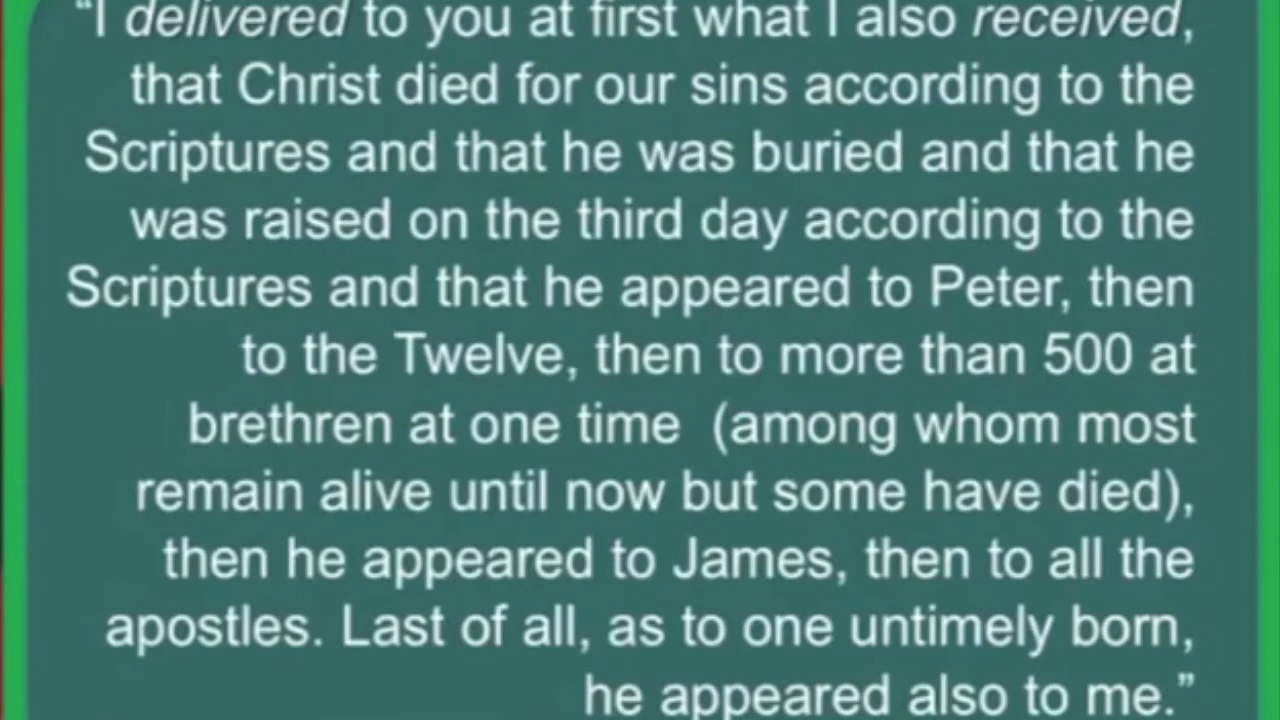 “I delivered to you at first what I also received,
that Christ died for our sins according to the
Scriptures and that he was buried and that he
was raised on the third day according to the
Scriptures and that he appeared to Peter, then
to the Twelve, then to more than 500 at
brethren at one time (among whom most
remain alive until now but some have died),
then he appeared to James, then to all the
apostles. Last of all, as to one untimely born,
he appeared also to me.”